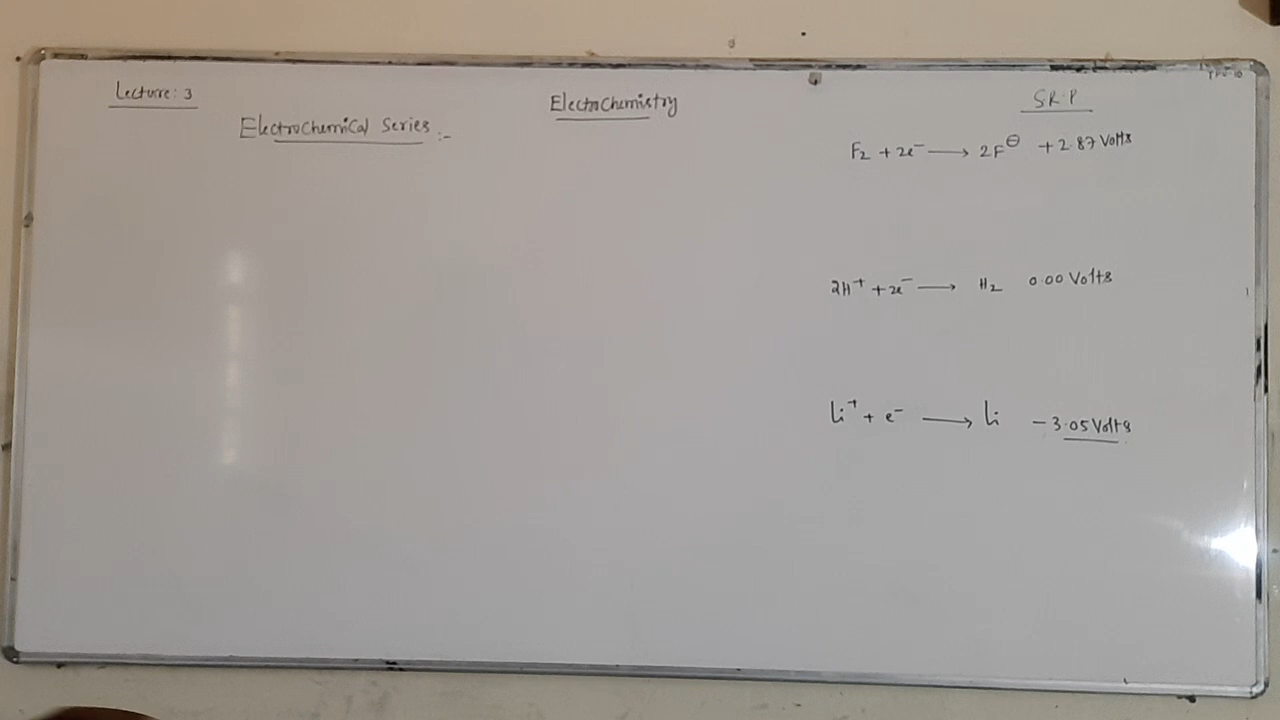 Lecture: 3
ElectroChemistry
S.R.P
ElectroChemical Series :-
F₂ + 2e⁻ ⟶ 2F⊖ +2.87 Volts
2H⁺ + 2e⁻ ⟶ H₂ 0.00 Volts
Li⁺ + e⁻ ⟶ Li − 3.05 Volts